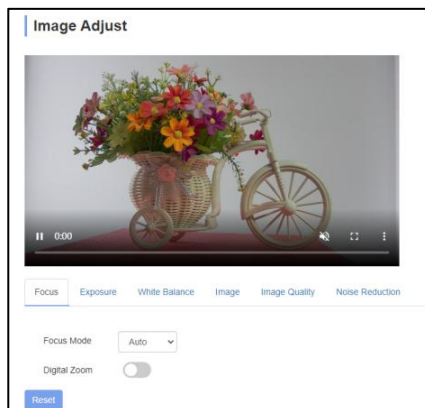 Image Adjust
0:00
Focus Exposure White Balance Image Image Quality Noise Reduction
Focus Mode Auto
Digital Zoom
Reset